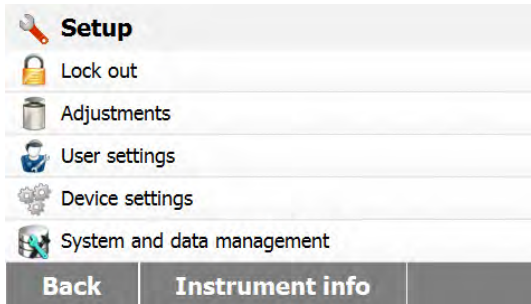 Setup
Lock out
Adjustments
User settings
Device settings
System and data management
Back Instrument info